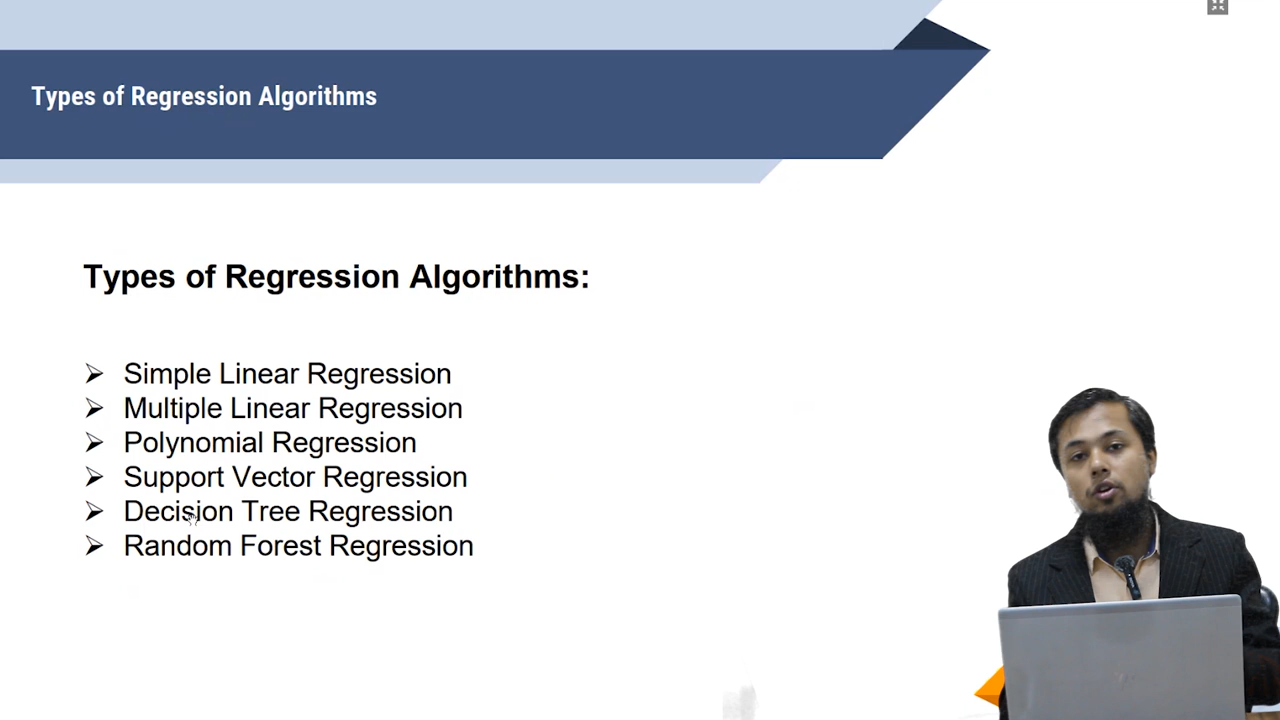 Types of Regression Algorithms
Types of Regression Algorithms:
Simple Linear Regression
Multiple Linear Regression
Polynomial Regression
Support Vector Regression
Decision Tree Regression
Random Forest Regression